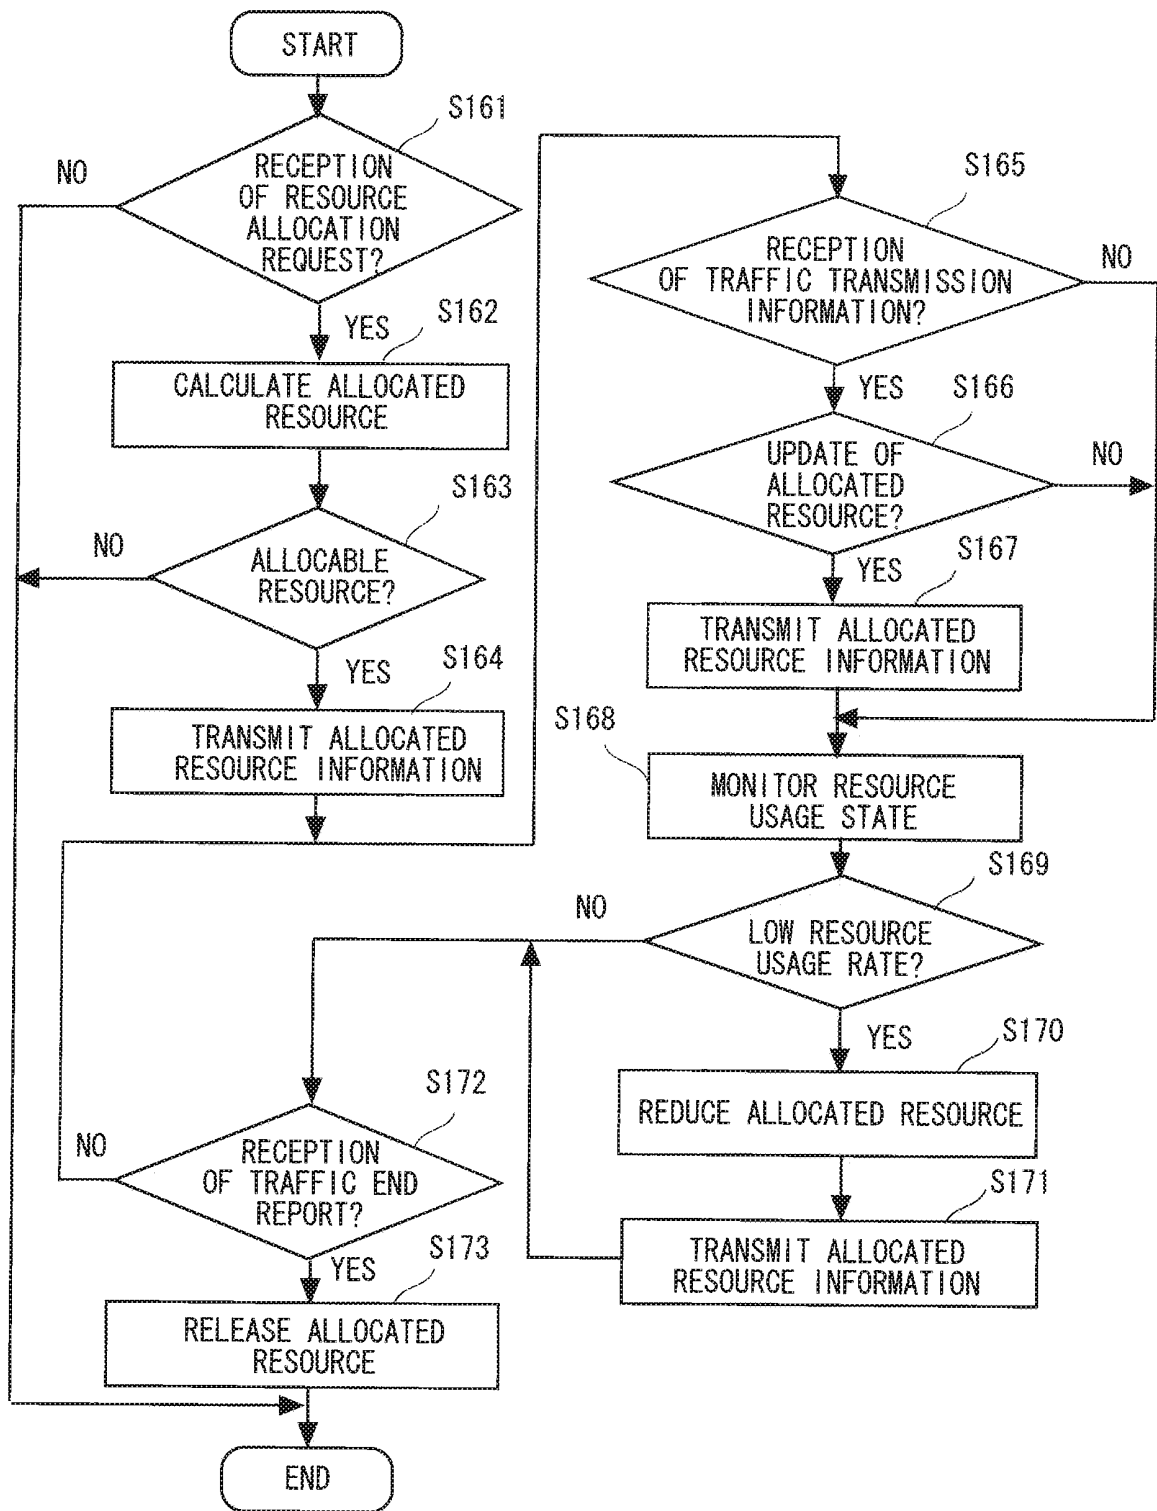 START
S161
RECEPTION
OF RESOURCE
ALLOCATION
REQUEST?
NO
YES
S162
CALCULATE ALLOCATED
RESOURCE
S163
ALLOCABLE
RESOURCE?
NO
YES
S164
TRANSMIT ALLOCATED
RESOURCE INFORMATION
S165
RECEPTION
OF TRAFFIC TRANSMISSION
INFORMATION?
NO
YES
S166
UPDATE OF
ALLOCATED
RESOURCE?
NO
YES
S167
TRANSMIT ALLOCATED
RESOURCE INFORMATION
S168
MONITOR RESOURCE
USAGE STATE
S169
LOW RESOURCE
USAGE RATE?
NO
YES
S170
REDUCE ALLOCATED RESOURCE
S171
TRANSMIT ALLOCATED
RESOURCE INFORMATION
S172
RECEPTION
OF TRAFFIC END
REPORT?
NO
YES
S173
RELEASE ALLOCATED
RESOURCE
END